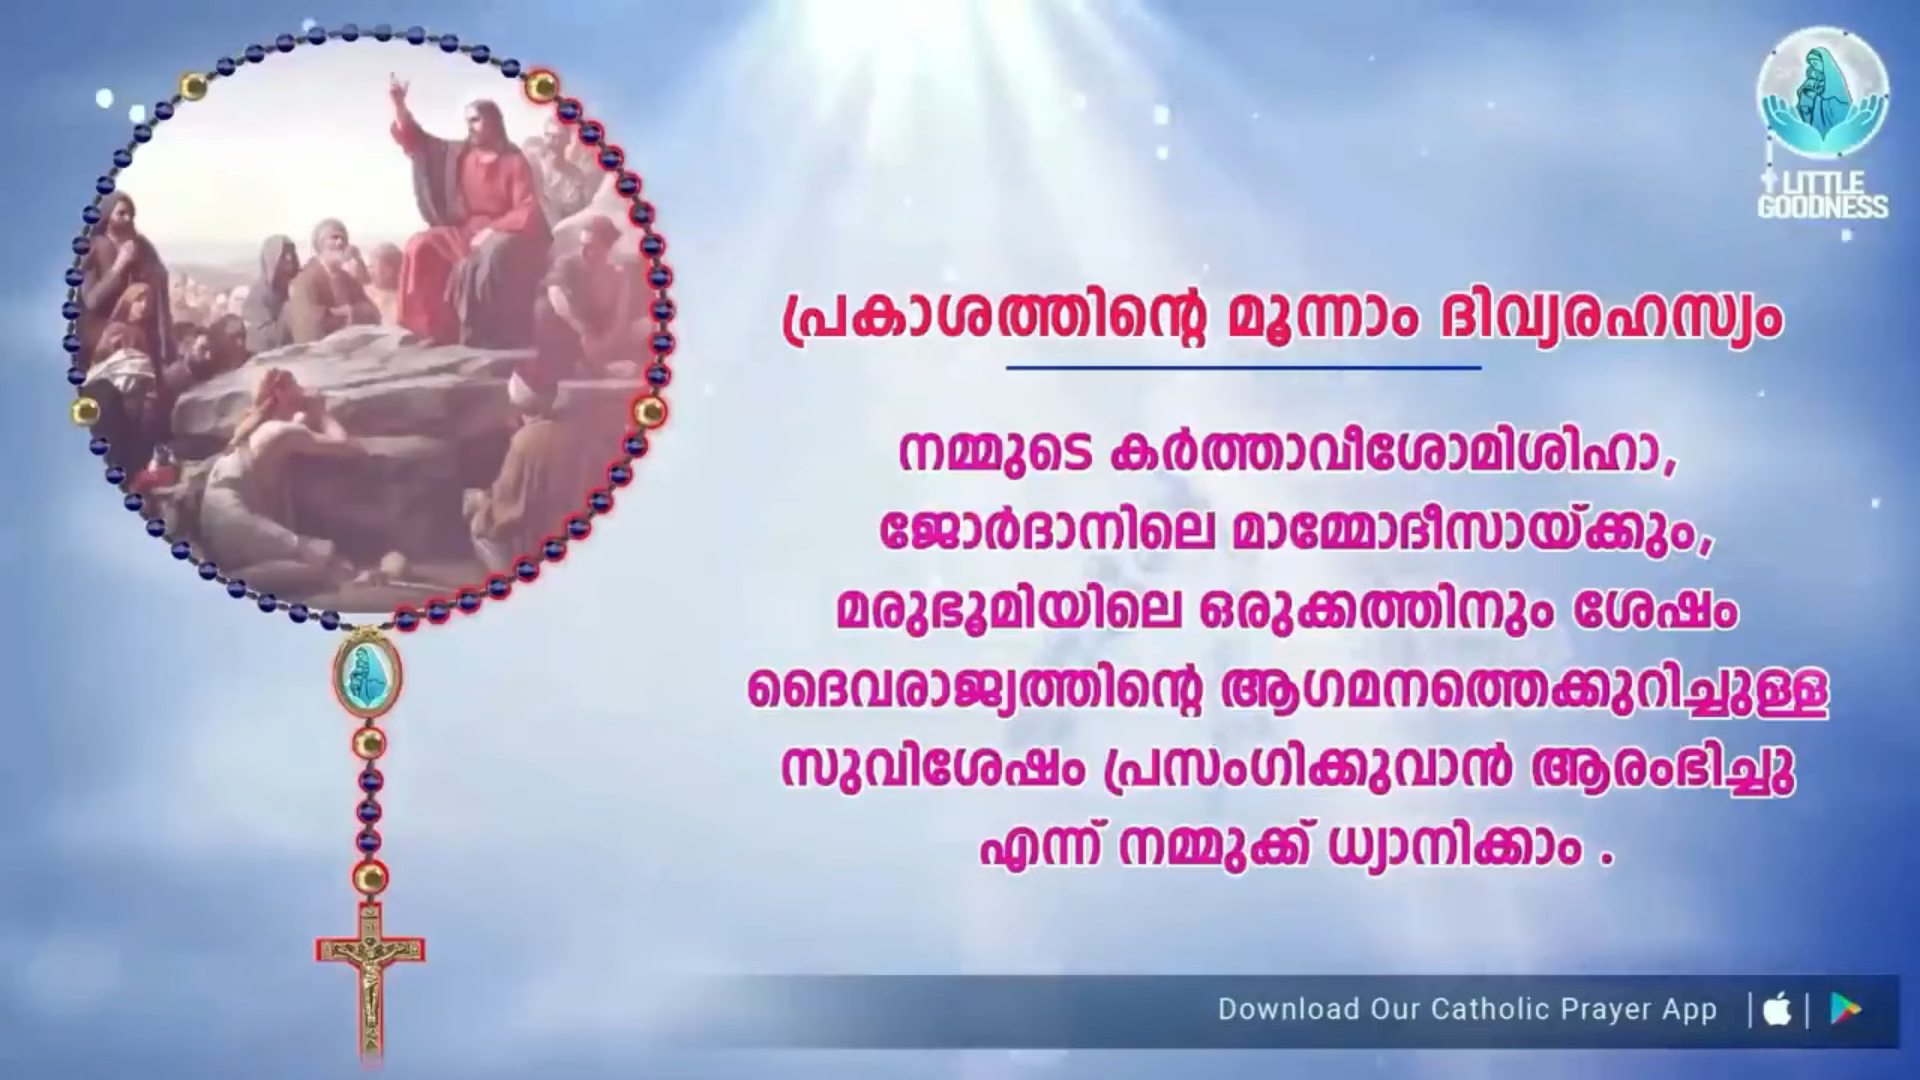 LITTLE
GOODNESS
പ്രകാശത്തിന്റെ മൂന്നാം ദിവ്യരഹസ്യം
നമ്മുടെ കർത്താവീശോമിശിഹാ,
ജോർദാനിലെ മാമ്മോദീസായ്ക്കും,
മരുഭൂമിയിലെ ഒരുക്കത്തിനും ശേഷം
ദൈവരാജ്യത്തിന്റെ ആഗമനത്തെക്കുറിച്ചുള്ള
സുവിശേഷം പ്രസംഗിക്കുവാൻ ആരംഭിച്ചു
എന്ന് നമ്മുക്ക് ധ്യാനിക്കാം .
Download Our Catholic Prayer App